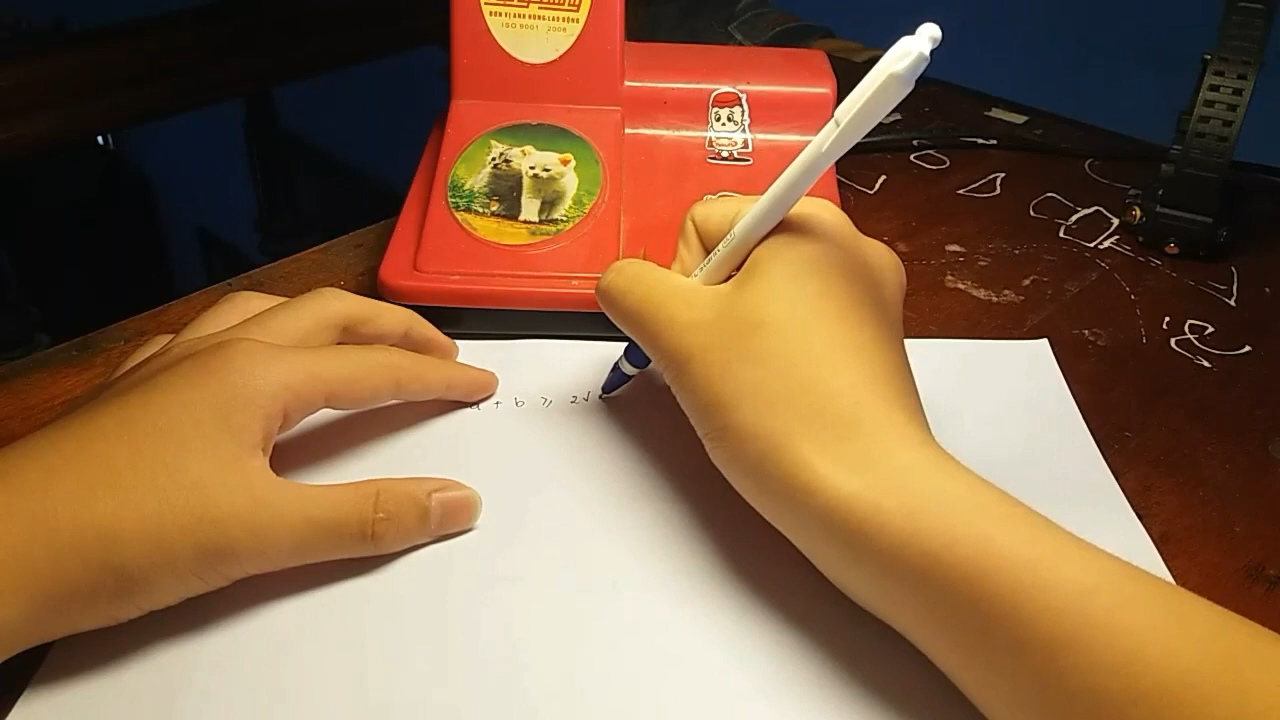 ĐƠN VỊ ANH HÙNG LAO ĐỘNG
ISO 9001 : 2008
a + b ⩾ 2√